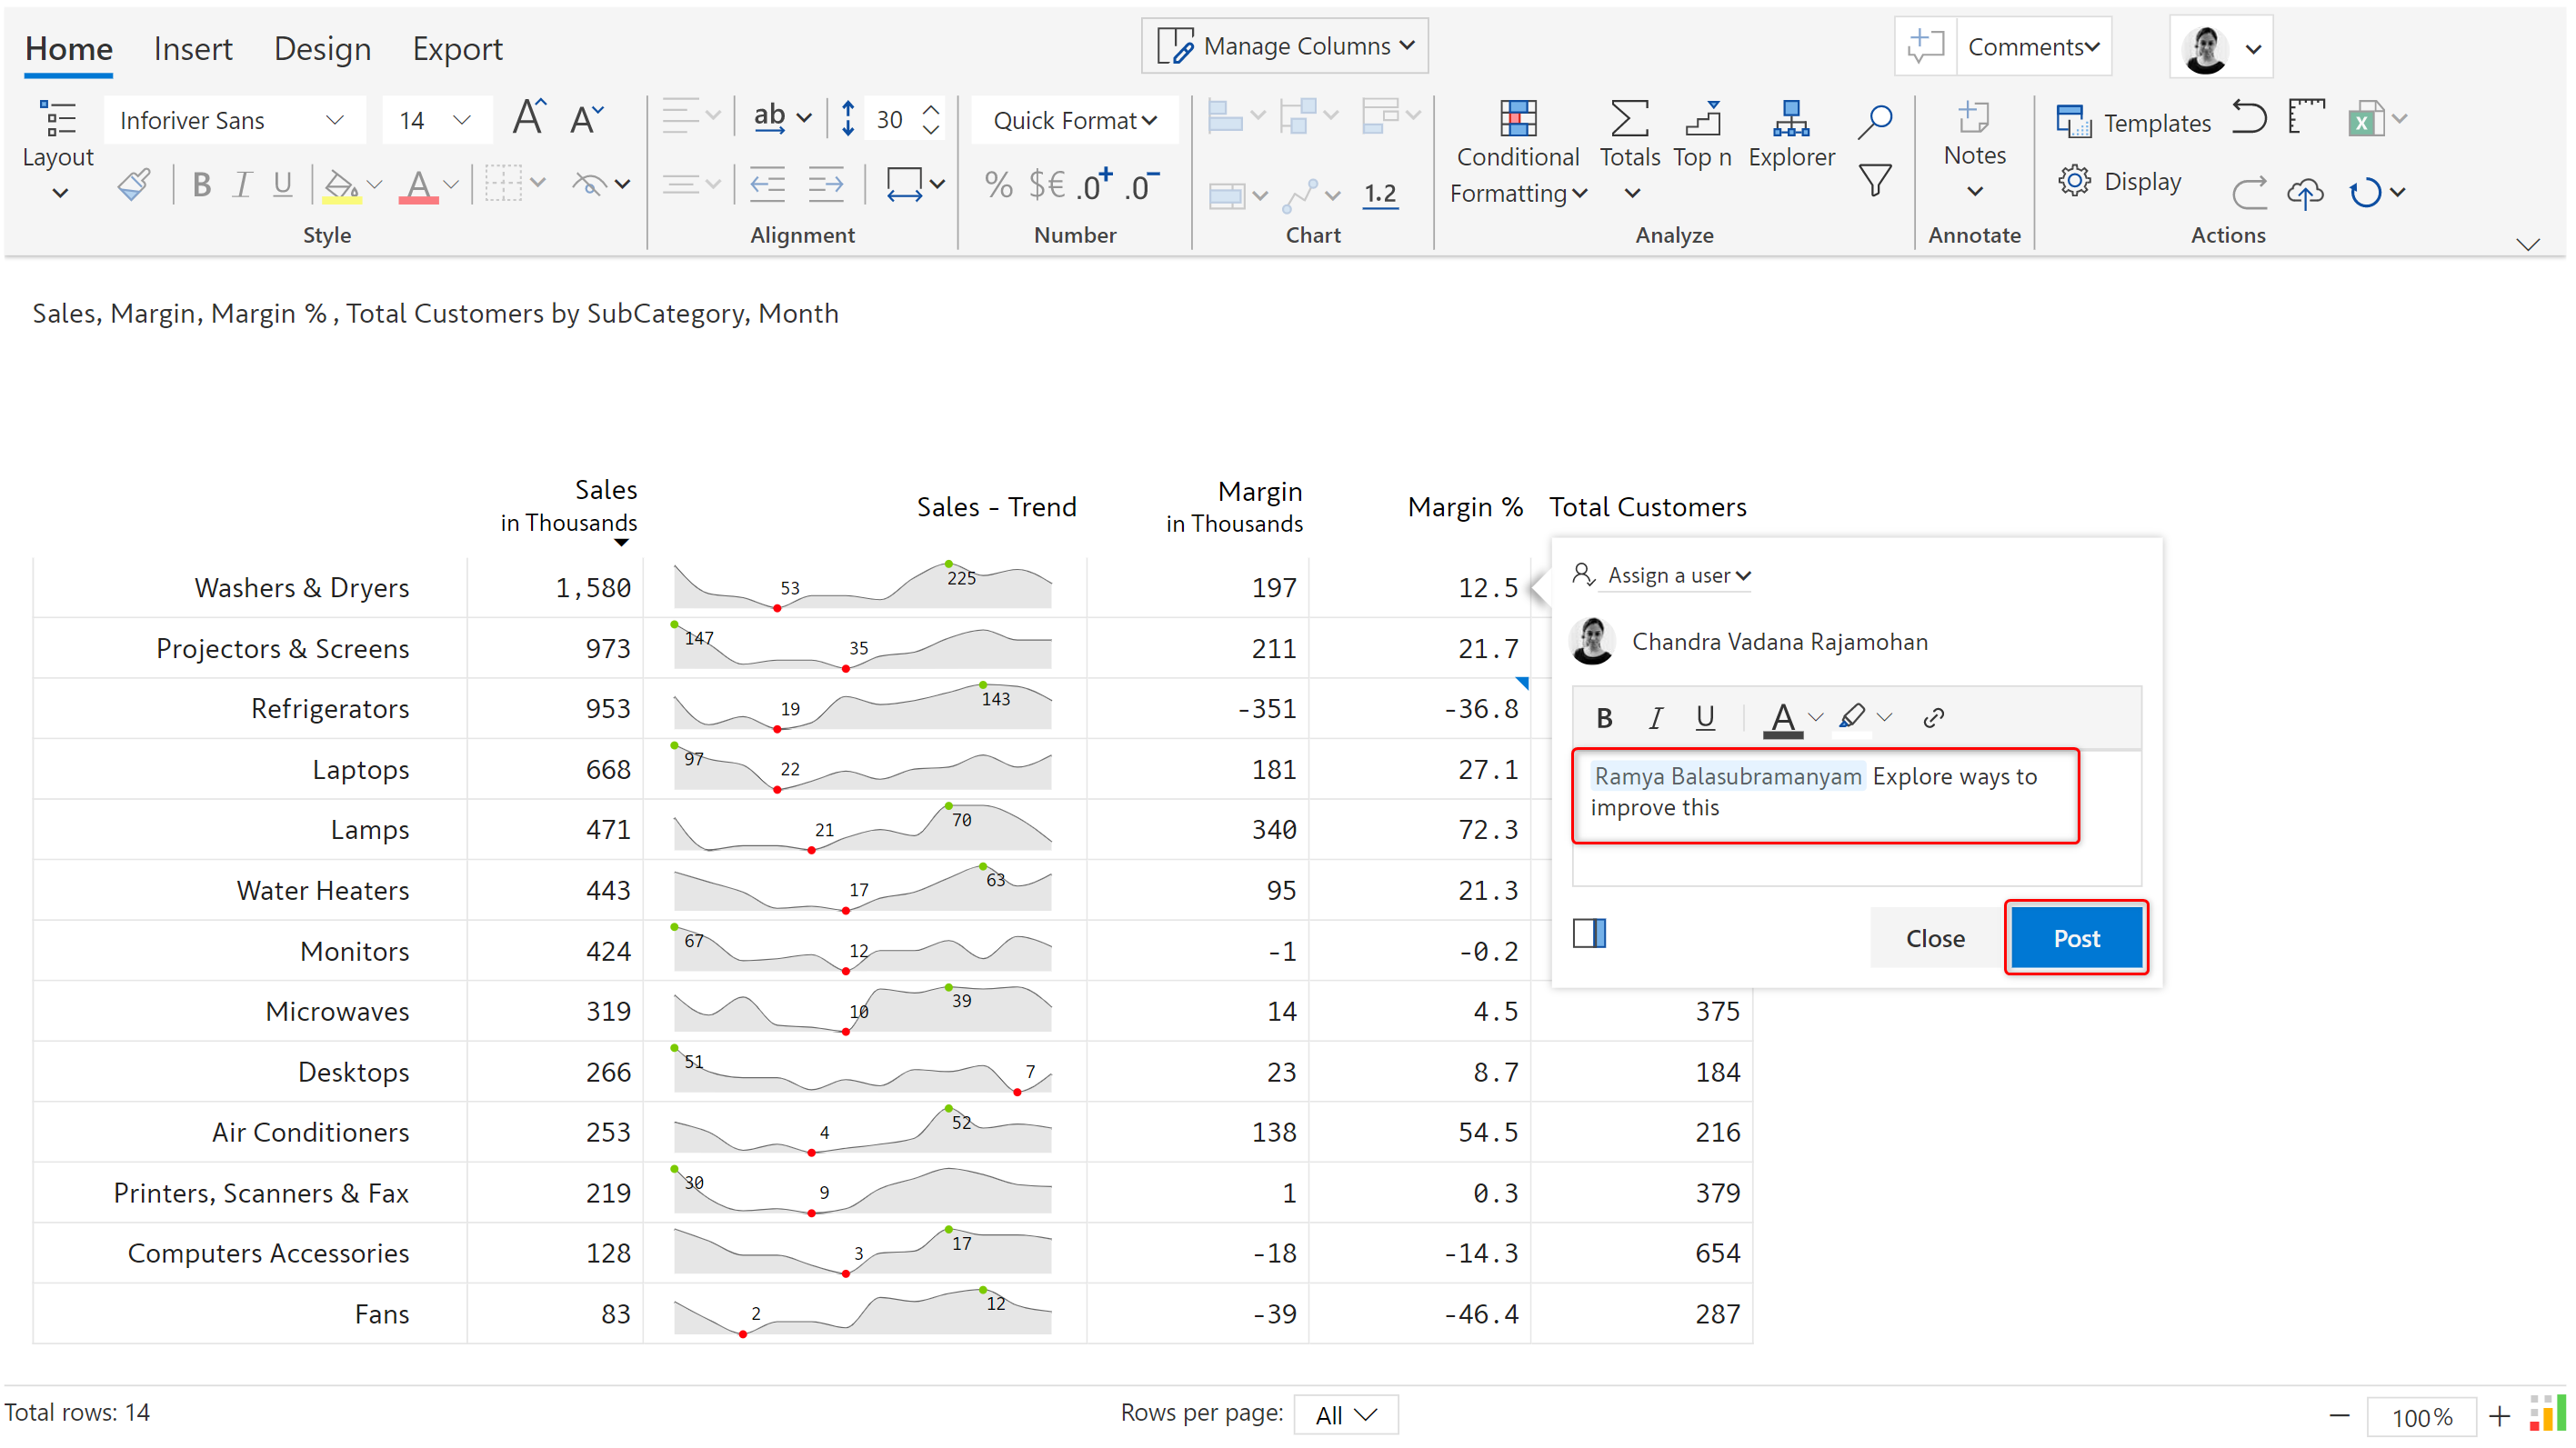 Home Insert Design Export Manage Columns Comments
Layout Inforiver Sans 14 A A ab 30 Quick Format Conditional Formatting Totals Top n Explorer Notes Templates
B I U A % $€ .0+ .0- 1.2 Display
Style Alignment Number Chart Analyze Annotate Actions
Sales, Margin, Margin % , Total Customers by SubCategory, Month
Sales in Thousands Sales - Trend Margin in Thousands Margin % Total Customers
Washers & Dryers 1,580 53 225 197 12.5
Projectors & Screens 973 147 35 211 21.7
Refrigerators 953 19 143 -351 -36.8
Laptops 668 97 22 181 27.1
Lamps 471 21 70 340 72.3
Water Heaters 443 17 63 95 21.3
Monitors 424 67 12 -1 -0.2
Microwaves 319 10 39 14 4.5 375
Desktops 266 51 7 23 8.7 184
Air Conditioners 253 4 52 138 54.5 216
Printers, Scanners & Fax 219 30 9 1 0.3 379
Computers Accessories 128 3 17 -18 -14.3 654
Fans 83 2 12 -39 -46.4 287
Assign a user
Chandra Vadana Rajamohan
B I U A
Ramya Balasubramanyam Explore ways to
improve this
Close Post
Total rows: 14 Rows per page: All 100%